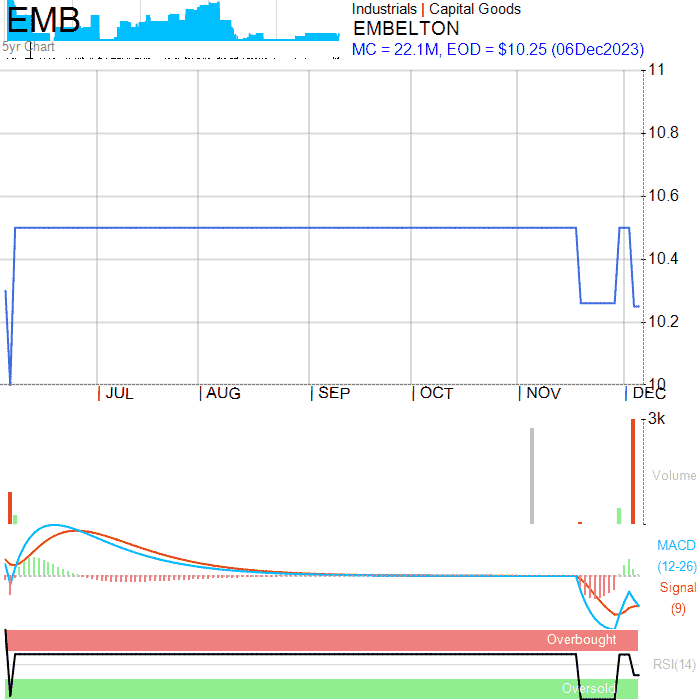 EMB
5yr Chart
Industrials | Capital Goods
EMBELTON
MC = 22.1M, EOD = $10.25 (06Dec2023)
11
10.8
10.6
10.4
10.2
10
JUL AUG SEP OCT NOV DEC
3k
Volume
MACD
(12-26)
Signal
(9)
Overbought
RSI(14)
Oversold